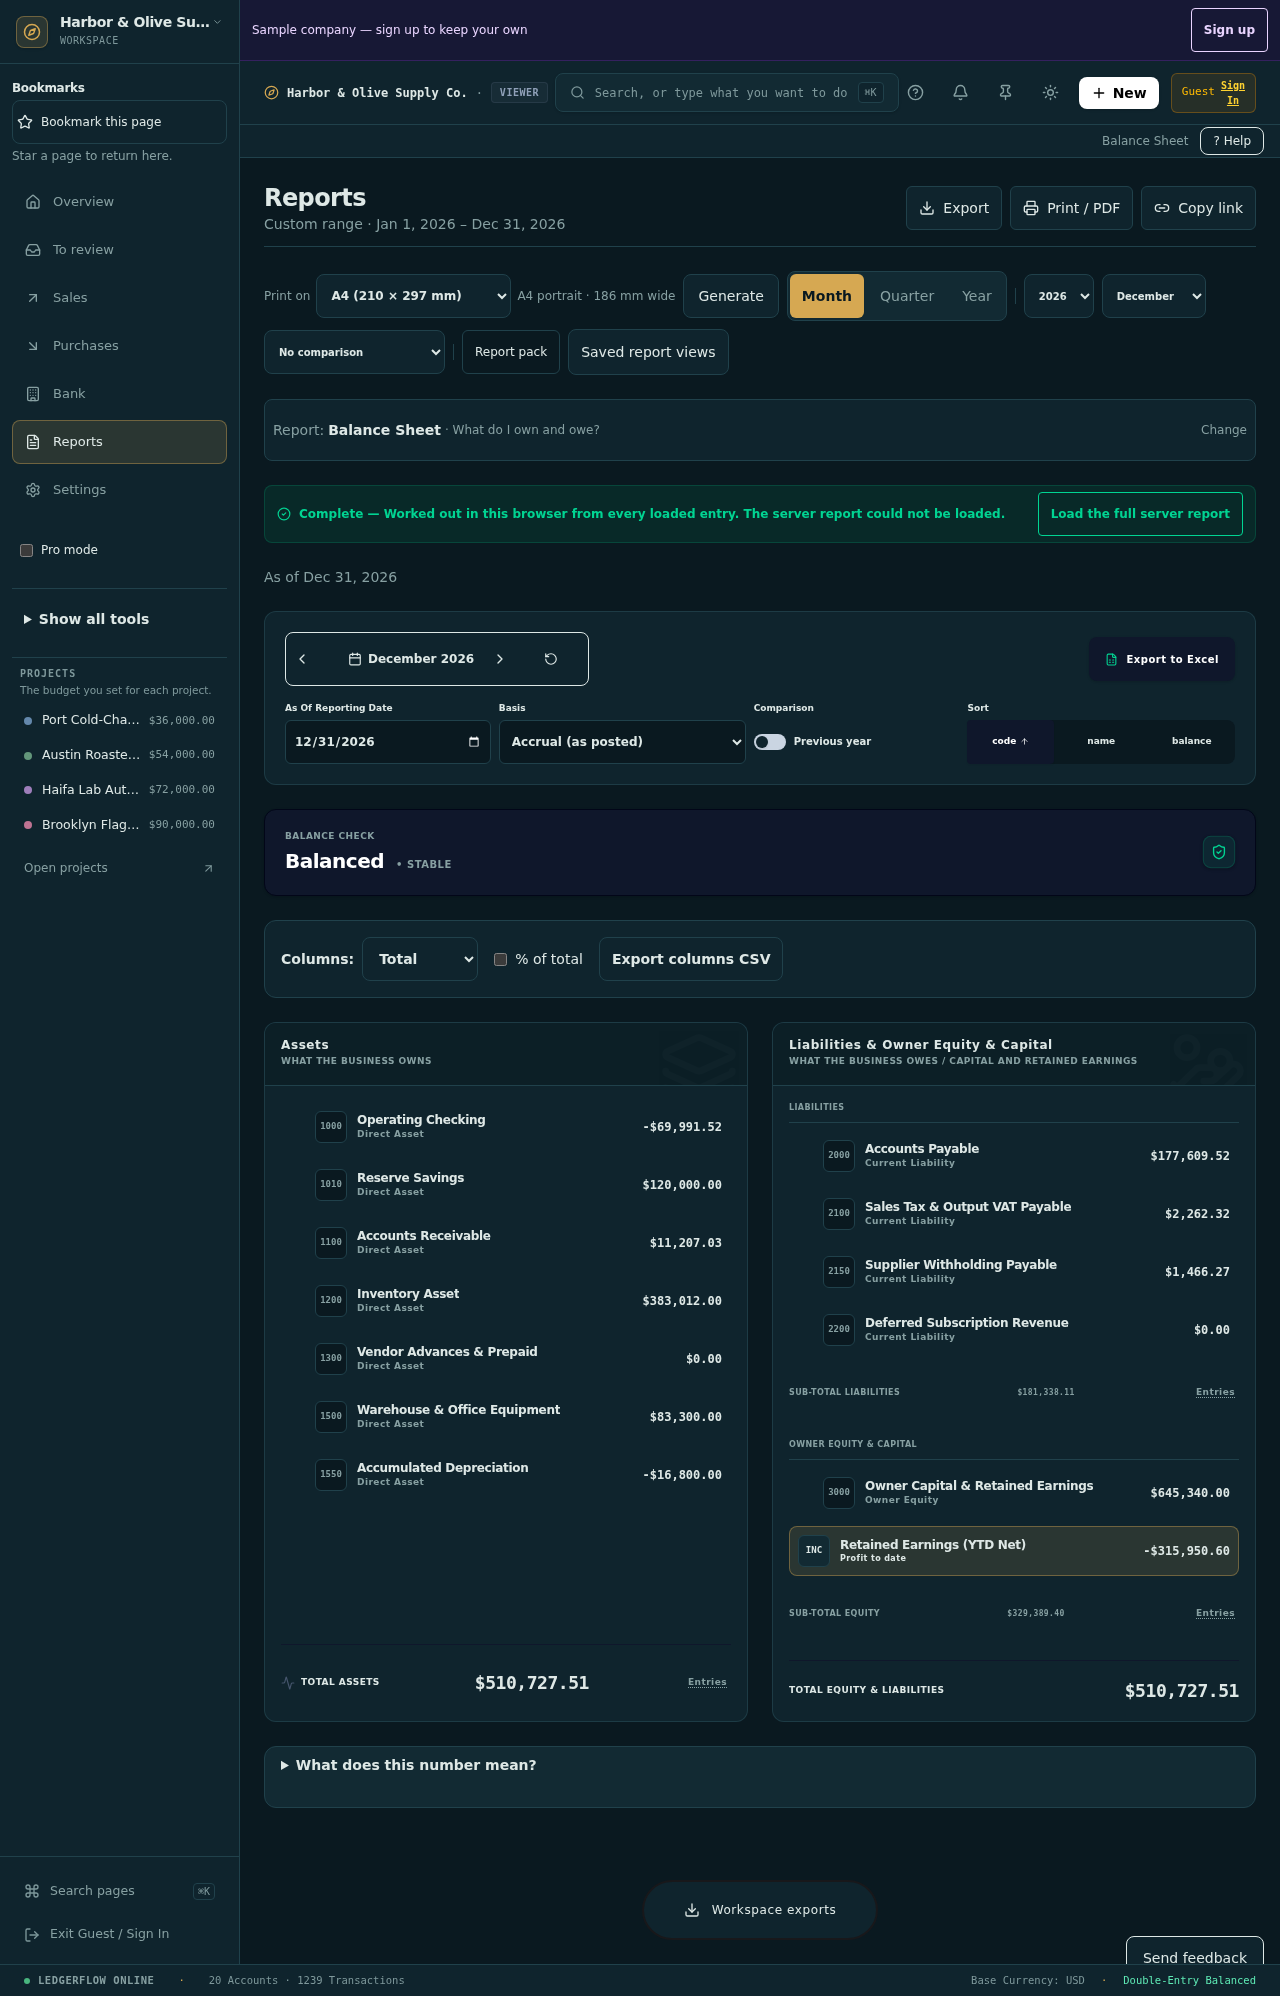 Harbor & Olive Su...
WORKSPACE
Bookmarks
Bookmark this page
Star a page to return here.
Overview
To review
Sales
Purchases
Bank
Reports
Settings
Pro mode
Show all tools
PROJECTS
The budget you set for each project.
Port Cold-Cha... $36,000.00
Austin Roaste... $54,000.00
Haifa Lab Aut... $72,000.00
Brooklyn Flag... $90,000.00
Open projects
Search pages ⌘K
Exit Guest / Sign In
Sample company — sign up to keep your own
Sign up
Harbor & Olive Supply Co. · VIEWER
Search, or type what you want to do ⌘K
New
Guest Sign In
Balance Sheet
? Help
Reports
Custom range · Jan 1, 2026 – Dec 31, 2026
Export
Print / PDF
Copy link
Print on A4 (210 × 297 mm) A4 portrait · 186 mm wide Generate Month Quarter Year 2026 December
No comparison Report pack Saved report views
Report: Balance Sheet · What do I own and owe? Change
Complete — Worked out in this browser from every loaded entry. The server report could not be loaded. Load the full server report
As of Dec 31, 2026
December 2026
Export to Excel
As Of Reporting Date Basis Comparison Sort
12/31/2026 Accrual (as posted) Previous year code ↑ name balance
BALANCE CHECK
Balanced • STABLE
Columns: Total % of total Export columns CSV
Assets
WHAT THE BUSINESS OWNS
1000 Operating Checking -$69,991.52
Direct Asset
1010 Reserve Savings $120,000.00
Direct Asset
1100 Accounts Receivable $11,207.03
Direct Asset
1200 Inventory Asset $383,012.00
Direct Asset
1300 Vendor Advances & Prepaid $0.00
Direct Asset
1500 Warehouse & Office Equipment $83,300.00
Direct Asset
1550 Accumulated Depreciation -$16,800.00
Direct Asset
TOTAL ASSETS $510,727.51 Entries
Liabilities & Owner Equity & Capital
WHAT THE BUSINESS OWES / CAPITAL AND RETAINED EARNINGS
LIABILITIES
2000 Accounts Payable $177,609.52
Current Liability
2100 Sales Tax & Output VAT Payable $2,262.32
Current Liability
2150 Supplier Withholding Payable $1,466.27
Current Liability
2200 Deferred Subscription Revenue $0.00
Current Liability
SUB-TOTAL LIABILITIES $181,338.11 Entries
OWNER EQUITY & CAPITAL
3000 Owner Capital & Retained Earnings $645,340.00
Owner Equity
INC Retained Earnings (YTD Net) -$315,950.60
Profit to date
SUB-TOTAL EQUITY $329,389.40 Entries
TOTAL EQUITY & LIABILITIES $510,727.51
What does this number mean?
Workspace exports
Send feedback
LEDGERFLOW ONLINE · 20 Accounts · 1239 Transactions
Base Currency: USD · Double-Entry Balanced